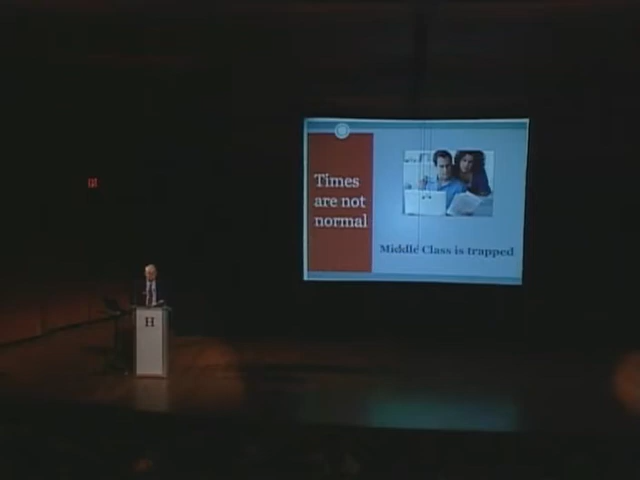 Times
are not
normal
Middle Class is trapped
H